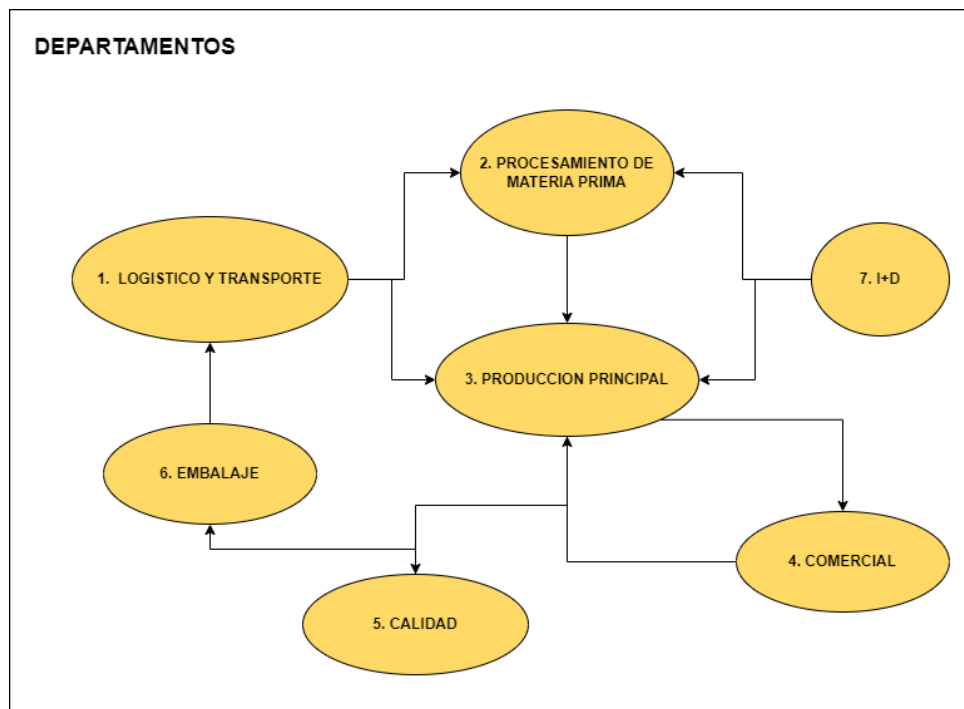 DEPARTAMENTOS
2. PROCESAMIENTO DE
MATERIA PRIMA
1. LOGISTICO Y TRANSPORTE
7. I+D
3. PRODUCCION PRINCIPAL
6. EMBALAJE
4. COMERCIAL
5. CALIDAD